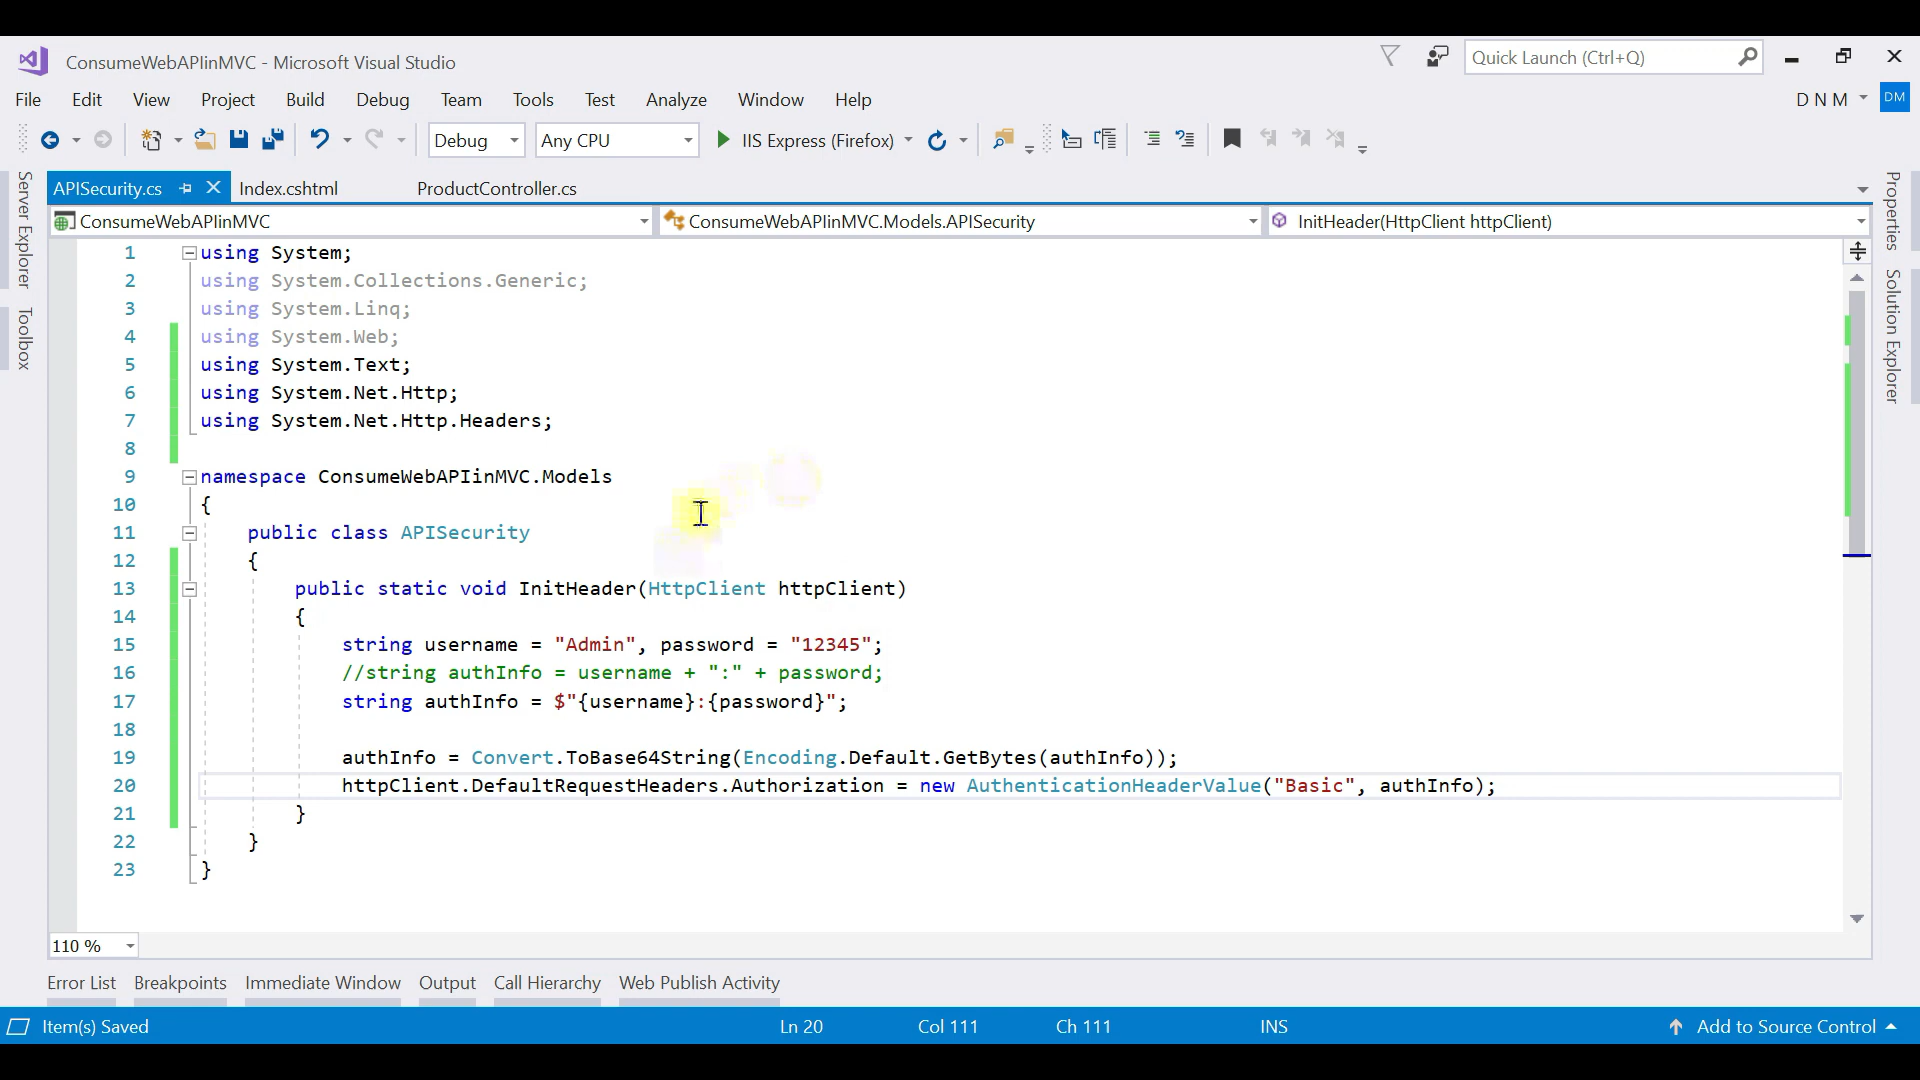 ConsumeWebAPIinMVC - Microsoft Visual Studio
Quick Launch (Ctrl+Q)
File Edit View Project Build Debug Team Tools Test Analyze Window Help
D N M DM
Debug Any CPU IIS Express (Firefox)
Server Explorer
Toolbox
APISecurity.cs Index.cshtml ProductController.cs
ConsumeWebAPIinMVC ConsumeWebAPIinMVC.Models.APISecurity InitHeader(HttpClient httpClient)
1 using System;
2 using System.Collections.Generic;
3 using System.Linq;
4 using System.Web;
5 using System.Text;
6 using System.Net.Http;
7 using System.Net.Http.Headers;
8
9 namespace ConsumeWebAPIinMVC.Models
10 {
11 public class APISecurity
12 {
13 public static void InitHeader(HttpClient httpClient)
14 {
15 string username = "Admin", password = "12345";
16 //string authInfo = username + ":" + password;
17 string authInfo = $"{username}:{password}";
18
19 authInfo = Convert.ToBase64String(Encoding.Default.GetBytes(authInfo));
20 httpClient.DefaultRequestHeaders.Authorization = new AuthenticationHeaderValue("Basic", authInfo);
21 }
22 }
23 }
Properties
Solution Explorer
110 %
Error List Breakpoints Immediate Window Output Call Hierarchy Web Publish Activity
Item(s) Saved Ln 20 Col 111 Ch 111 INS Add to Source Control